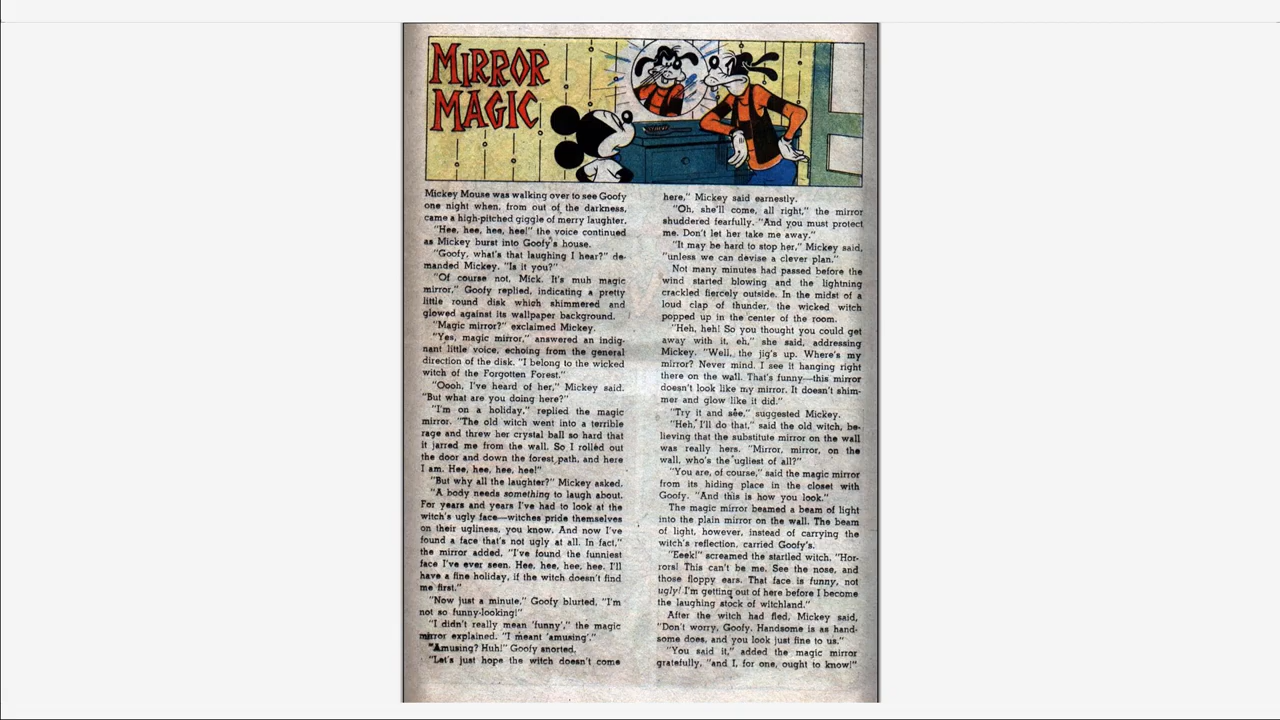 MIRROR
MAGIC
Mickey Mouse was walking over to see Goofy
one night when, from out of the darkness,
came a high-pitched giggle of merry laughter.
"Hee, hee, hee, hee!" the voice continued
as Mickey burst into Goofy's house.
"Goofy, what's that laughing I hear?" de-
manded Mickey. "Is it you?"
"Of course not, Mick. It's muh magic
mirror," Goofy replied, indicating a pretty
little round disk which shimmered and
glowed against its wallpaper background.
"Magic mirror?" exclaimed Mickey.
"Yes, magic mirror," answered an indig-
nant little voice, echoing from the general
direction of the disk. "I belong to the wicked
witch of the Forgotten Forest."
"Oooh, I've heard of her," Mickey said.
"But what are you doing here?"
"I'm on a holiday," replied the magic
mirror. "The old witch went into a terrible
rage and threw her crystal ball so hard that
it jarred me from the wall. So I rolled out
the door and down the forest path, and here
I am. Hee, hee, hee, hee!"
"But why all the laughter?" Mickey asked.
"A body needs something to laugh about.
For years and years I've had to look at the
witch's ugly face—witches pride themselves
on their ugliness, you know. And now I've
found a face that's not ugly at all. In fact,"
the mirror added, "I've found the funniest
face I've ever seen. Hee, hee, hee, hee. I'll
have a fine holiday, if the witch doesn't find
me first."
"Now just a minute," Goofy blurted, "I'm
not so funny-looking!"
"I didn't really mean 'funny'," the magic
mirror explained. "I meant 'amusing'."
"Amusing? Huh!" Goofy snorted.
"Let's just hope the witch doesn't come
here," Mickey said earnestly.
"Oh, she'll come, all right," the mirror
shuddered fearfully. "And you must protect
me. Don't let her take me away."
"It may be hard to stop her," Mickey said,
"unless we can devise a clever plan."
Not many minutes had passed before the
wind started blowing and the lightning
crackled fiercely outside. In the midst of a
loud clap of thunder, the wicked witch
popped up in the center of the room.
"Heh, heh! So you thought you could get
away with it, eh," she said, addressing
Mickey. "Well, the jig's up. Where's my
mirror? Never mind. I see it hanging right
there on the wall. That's funny—this mirror
doesn't look like my mirror. It doesn't shim-
mer and glow like it did."
"Try it and see," suggested Mickey.
"Heh, I'll do that," said the old witch, be-
lieving that the substitute mirror on the wall
was really hers. "Mirror, mirror, on the
wall, who's the ugliest of all?"
"You are, of course," said the magic mirror
from its hiding place in the closet with
Goofy. "And this is how you look."
The magic mirror beamed a beam of light
into the plain mirror on the wall. The beam
of light, however, instead of carrying the
witch's reflection, carried Goofy's.
"Eeek!" screamed the startled witch. "Hor-
rors! This can't be me. See the nose, and
those floppy ears. That face is funny, not
ugly! I'm getting out of here before I become
the laughing stock of witchland."
After the witch had fled, Mickey said,
"Don't worry, Goofy. Handsome is as hand-
some does, and you look just fine to us."
"You said it," added the magic mirror
gratefully, "and I, for one, ought to know!"